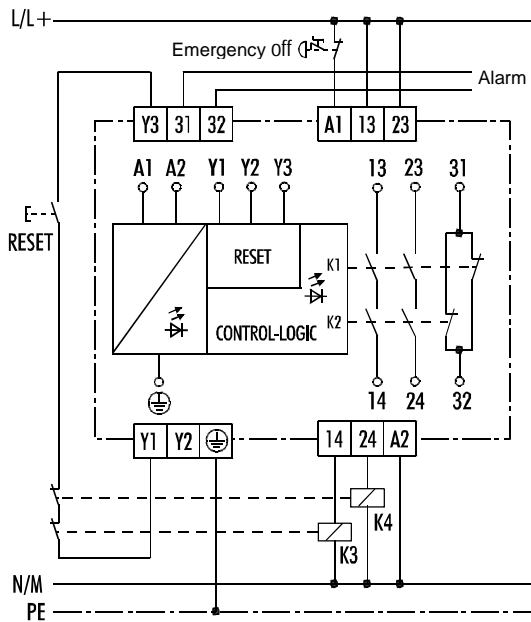 L/L+
Emergency off
Alarm
Y3 31 32 A1 13 23
A1 A2 Y1 Y2 Y3 13 23 31
RESET
RESET
K1
K2
CONTROL-LOGIC
14 24 32
Y1 Y2 14 24 A2
K4
K3
N/M
PE